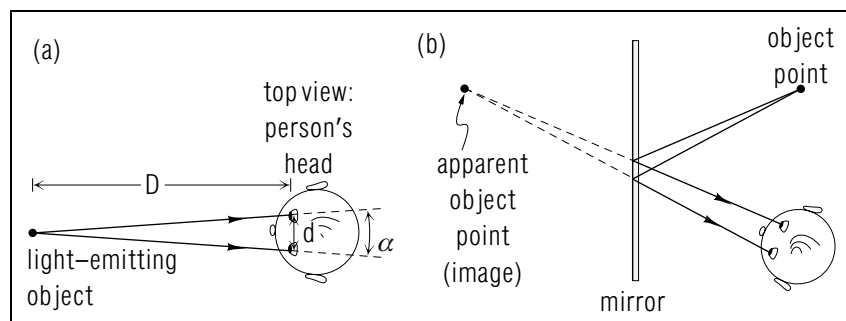 (a)
top view:
person's
head
D
d
α
light–emitting
object
(b)
object
point
apparent
object
point
(image)
mirror